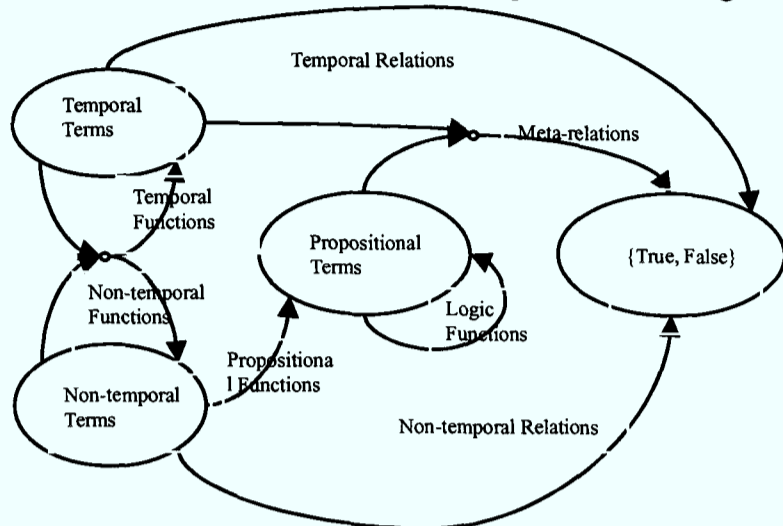 Temporal Relations
Temporal
Terms
Meta-relations
Temporal
Functions
Propositional
Terms
{True, False}
Non-temporal
Functions
Logic
Functions
Propositiona
l Functions
Non-temporal
Terms
Non-temporal Relations